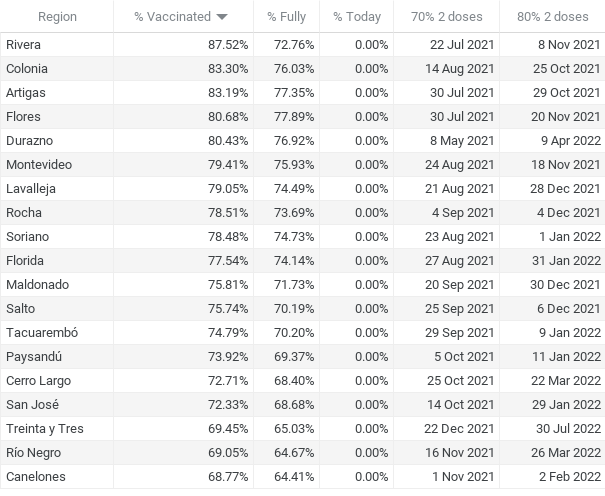 Region % Vaccinated % Fully % Today 70% 2 doses 80% 2 doses
Rivera 87.52% 72.76% 0.00% 22 Jul 2021 8 Nov 2021
Colonia 83.30% 76.03% 0.00% 14 Aug 2021 25 Oct 2021
Artigas 83.19% 77.35% 0.00% 30 Jul 2021 29 Oct 2021
Flores 80.68% 77.89% 0.00% 30 Jul 2021 20 Nov 2021
Durazno 80.43% 76.92% 0.00% 8 May 2021 9 Apr 2022
Montevideo 79.41% 75.93% 0.00% 24 Aug 2021 18 Nov 2021
Lavalleja 79.05% 74.49% 0.00% 21 Aug 2021 28 Dec 2021
Rocha 78.51% 73.69% 0.00% 4 Sep 2021 4 Dec 2021
Soriano 78.48% 74.73% 0.00% 23 Aug 2021 1 Jan 2022
Florida 77.54% 74.14% 0.00% 27 Aug 2021 31 Jan 2022
Maldonado 75.81% 71.73% 0.00% 20 Sep 2021 30 Dec 2021
Salto 75.74% 70.19% 0.00% 25 Sep 2021 6 Dec 2021
Tacuarembó 74.79% 70.20% 0.00% 29 Sep 2021 9 Jan 2022
Paysandú 73.92% 69.37% 0.00% 5 Oct 2021 11 Jan 2022
Cerro Largo 72.71% 68.40% 0.00% 25 Oct 2021 22 Mar 2022
San José 72.33% 68.68% 0.00% 14 Oct 2021 29 Jan 2022
Treinta y Tres 69.45% 65.03% 0.00% 22 Dec 2021 30 Jul 2022
Río Negro 69.05% 64.67% 0.00% 16 Nov 2021 26 Mar 2022
Canelones 68.77% 64.41% 0.00% 1 Nov 2021 2 Feb 2022